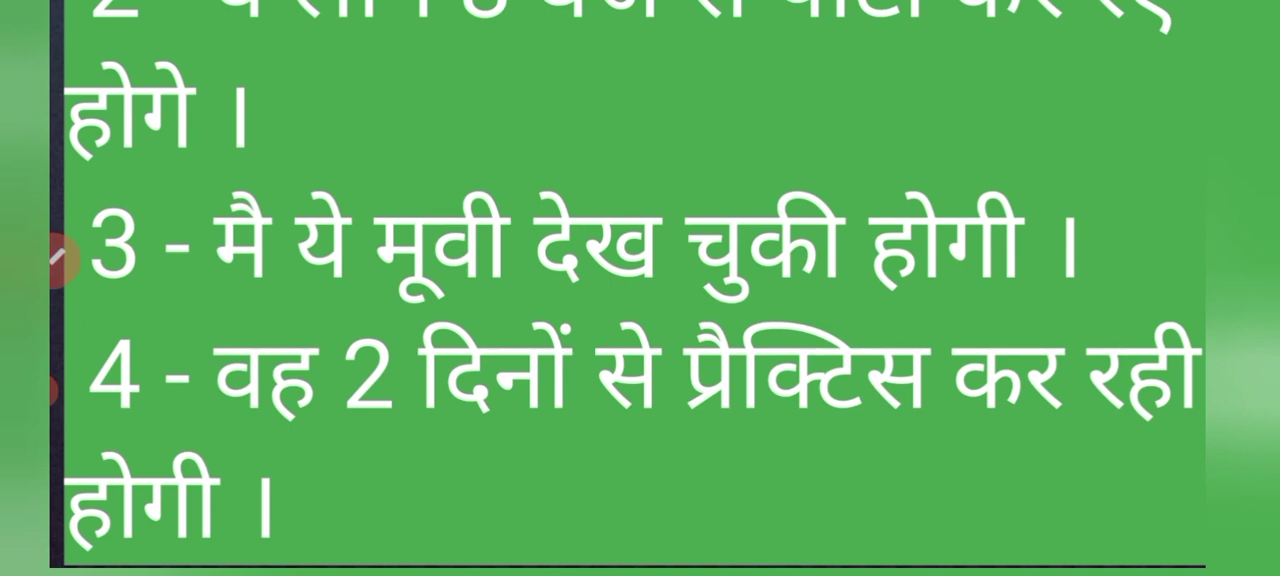 होगे ।
3 - मै ये मूवी देख चुकी होगी ।
4 - वह 2 दिनों से प्रैक्टिस कर रही
होगी ।